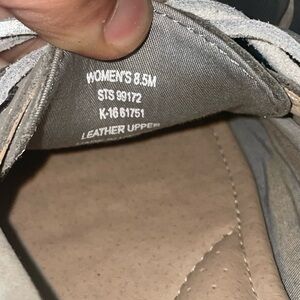 WOMEN'S 8.5M
STS 99172
K-16 61751
LEATHER UPPER